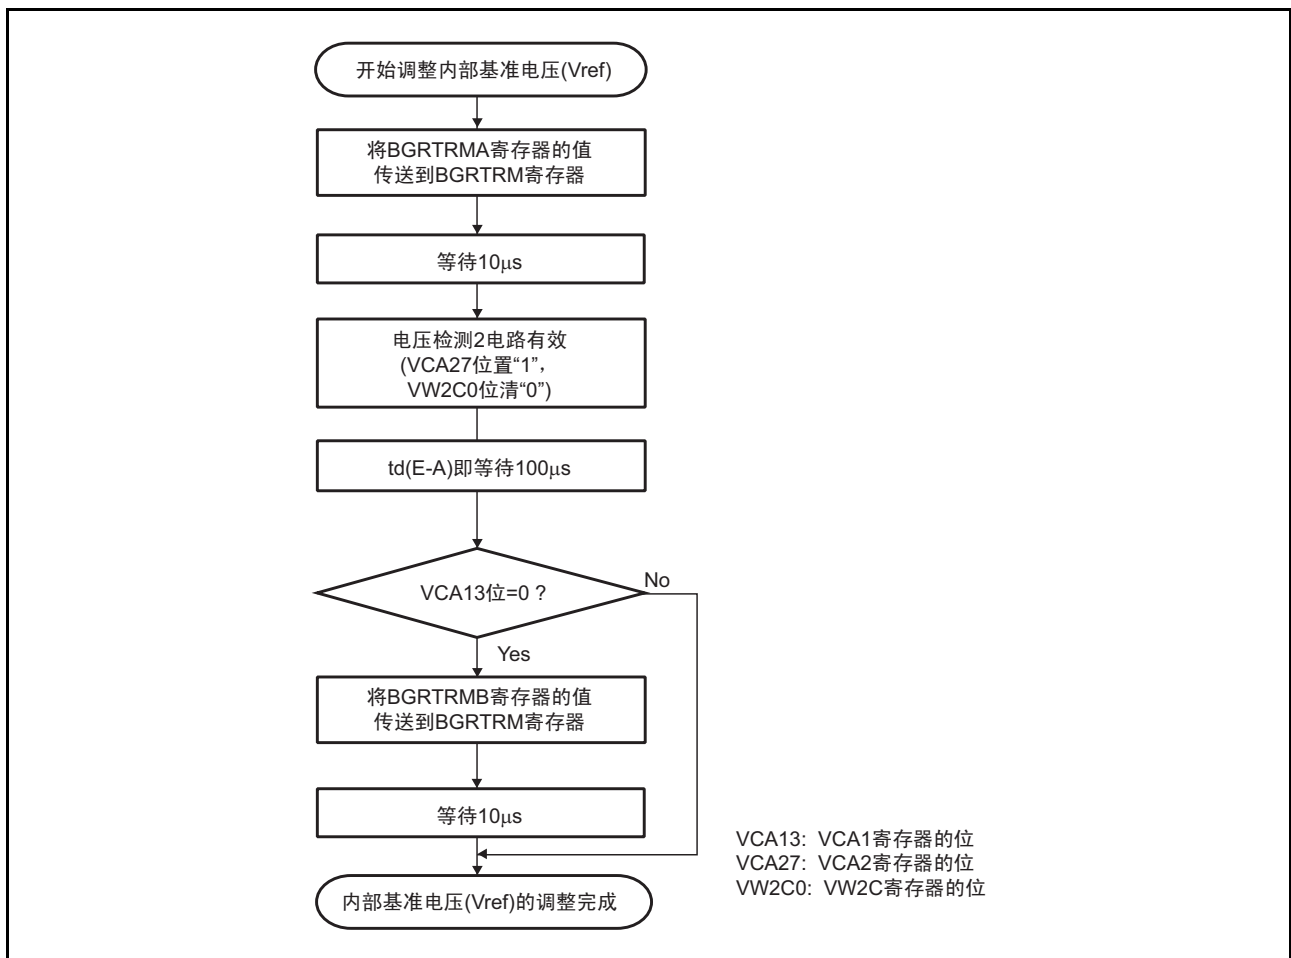 开始调整内部基准电压(Vref)
将BGRTRMA寄存器的值
传送到BGRTRM寄存器
等待10μs
电压检测2电路有效
(VCA27位置“1”，
VW2C0位清“0”)
td(E-A)即等待100μs
VCA13位=0 ?
No
Yes
将BGRTRMB寄存器的值
传送到BGRTRM寄存器
等待10μs
VCA13: VCA1寄存器的位
VCA27: VCA2寄存器的位
VW2C0: VW2C寄存器的位
内部基准电压(Vref)的调整完成